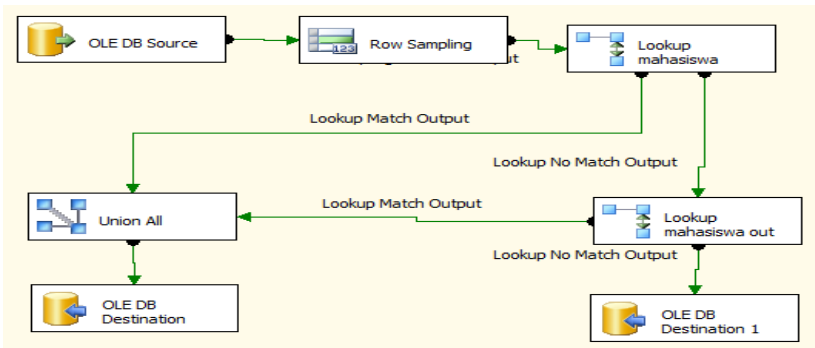 OLE DB Source
Row Sampling
123
Lookup
mahasiswa
Lookup Match Output
Lookup No Match Output
Union All
Lookup Match Output
Lookup
mahasiswa out
Lookup No Match Output
OLE DB
Destination
OLE DB
Destination 1